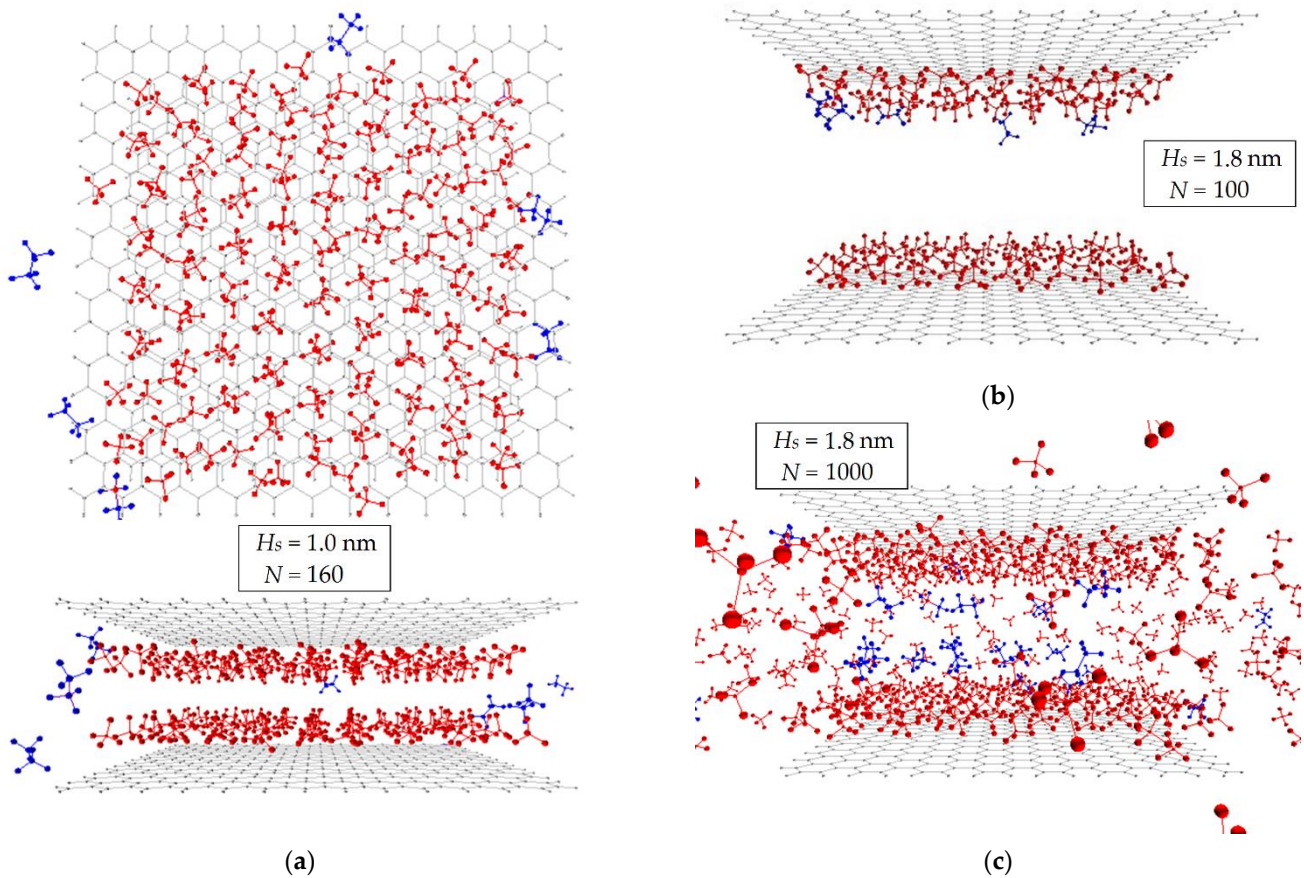 Hs = 1.0 nm
N = 160
(a)
Hs = 1.8 nm
N = 100
(b)
Hs = 1.8 nm
N = 1000
(c)